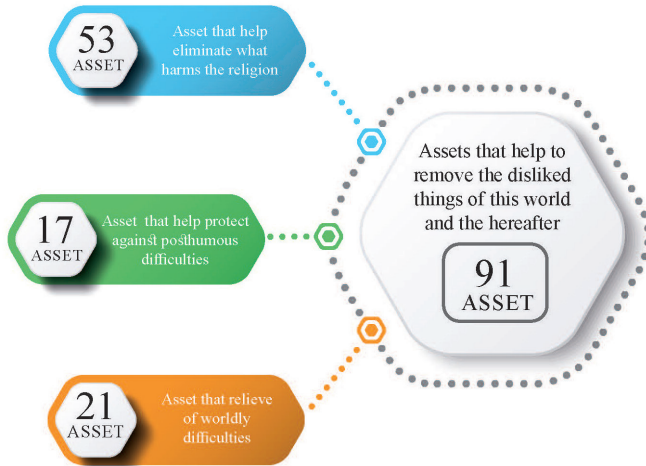 53
ASSET
Asset that help
eliminate what
harms the religion
17
ASSET
Asset that help protect
against posthumous
difficulties
21
ASSET
Asset that relieve
of worldly
difficulties
Assets that help to
remove the disliked
things of this world
and the hereafter
91
ASSET